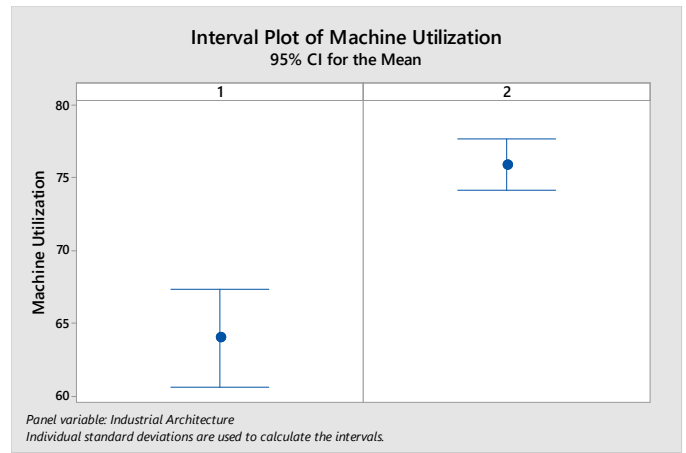 Interval Plot of Machine Utilization
95% CI for the Mean
1 2
80
75
70
65
60
Machine Utilization
Panel variable: Industrial Architecture
Individual standard deviations are used to calculate the intervals.